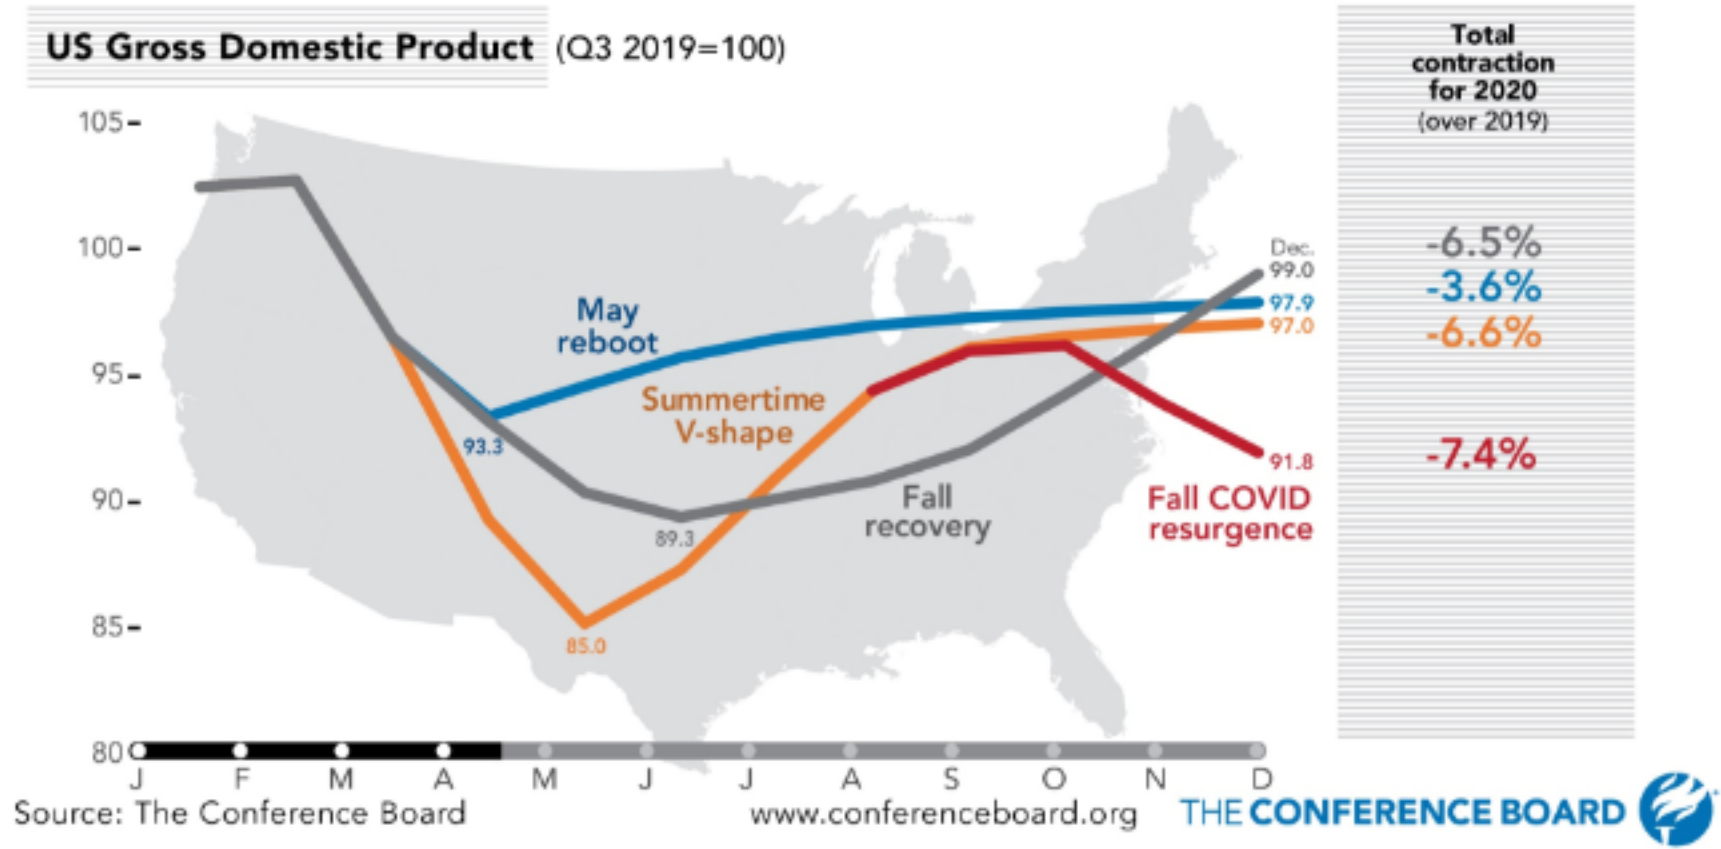 US Gross Domestic Product (Q3 2019=100)
Total
contraction
for 2020
(over 2019)
105
100
95
90
85
80
May
reboot
Summertime
V-shape
Fall
recovery
Fall COVID
resurgence
93.3
89.3
85.0
Dec.
99.0
97.9
97.0
91.8
-6.5%
-3.6%
-6.6%
-7.4%
J F M A M J J A S O N D
Source: The Conference Board www.conferenceboard.org THE CONFERENCE BOARD